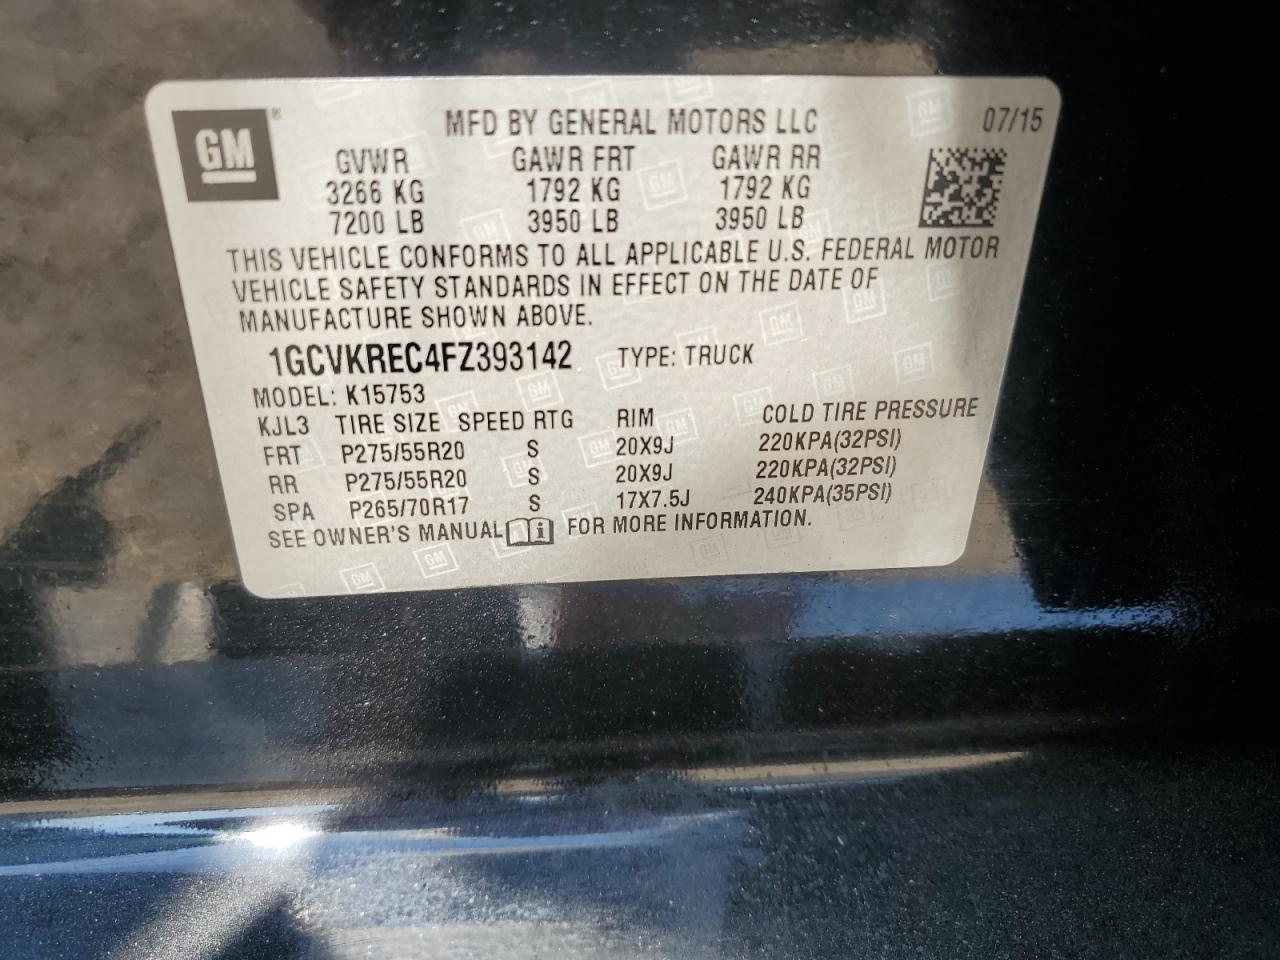 GM®
MFD BY GENERAL MOTORS LLC 07/15
GVWR GAWR FRT GAWR RR
3266 KG 1792 KG 1792 KG
7200 LB 3950 LB 3950 LB
THIS VEHICLE CONFORMS TO ALL APPLICABLE U.S. FEDERAL MOTOR
VEHICLE SAFETY STANDARDS IN EFFECT ON THE DATE OF
MANUFACTURE SHOWN ABOVE.
1GCVKREC4FZ393142 TYPE: TRUCK
MODEL: K15753
KJL3 TIRE SIZE SPEED RTG RIM COLD TIRE PRESSURE
FRT P275/55R20 S 20X9J 220KPA(32PSI)
RR P275/55R20 S 20X9J 220KPA(32PSI)
SPA P265/70R17 S 17X7.5J 240KPA(35PSI)
SEE OWNER'S MANUAL i FOR MORE INFORMATION.